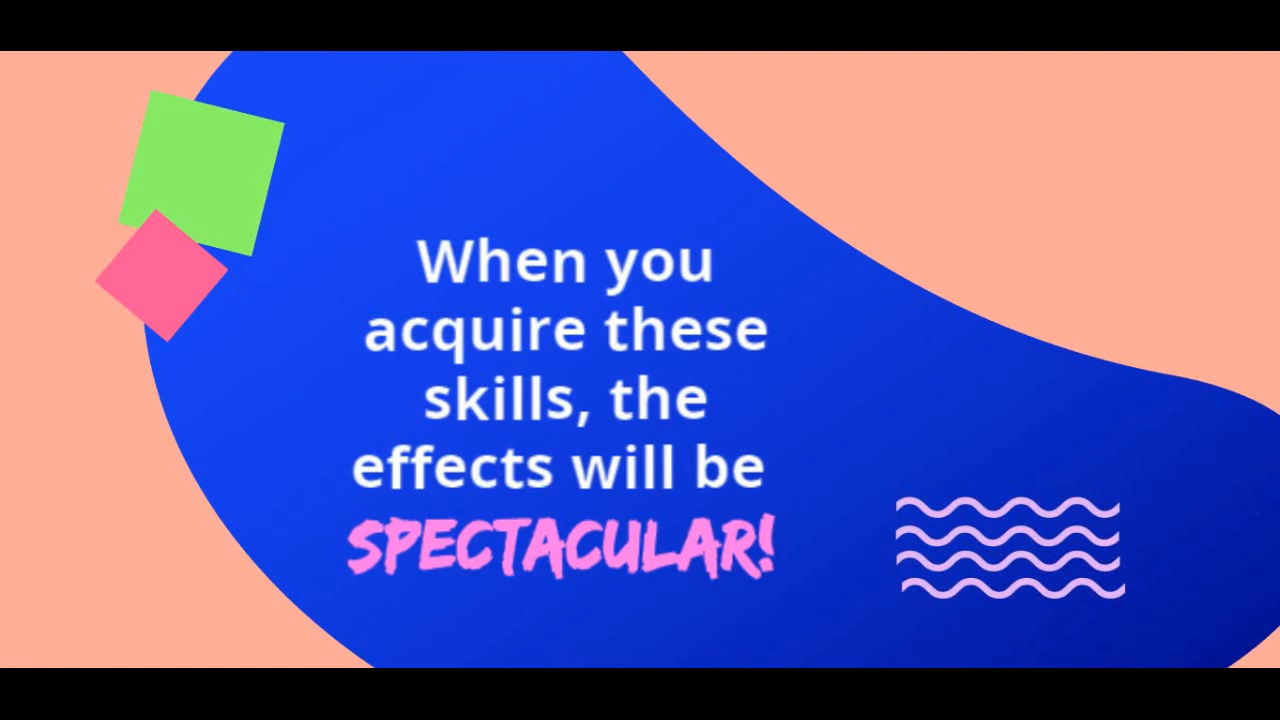 When you
acquire these
skills, the
effects will be
SPECTACULAR!